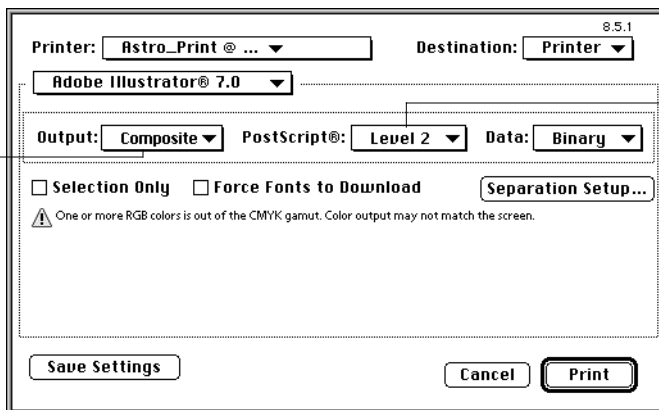 8.5.1
Printer: Astro_Print @ ... Destination: Printer
Adobe Illustrator® 7.0
Output: Composite PostScript®: Level 2 Data: Binary
Selection Only Force Fonts to Download Separation Setup...
One or more RGB colors is out of the CMYK gamut. Color output may not match the screen.
Save Settings Cancel Print